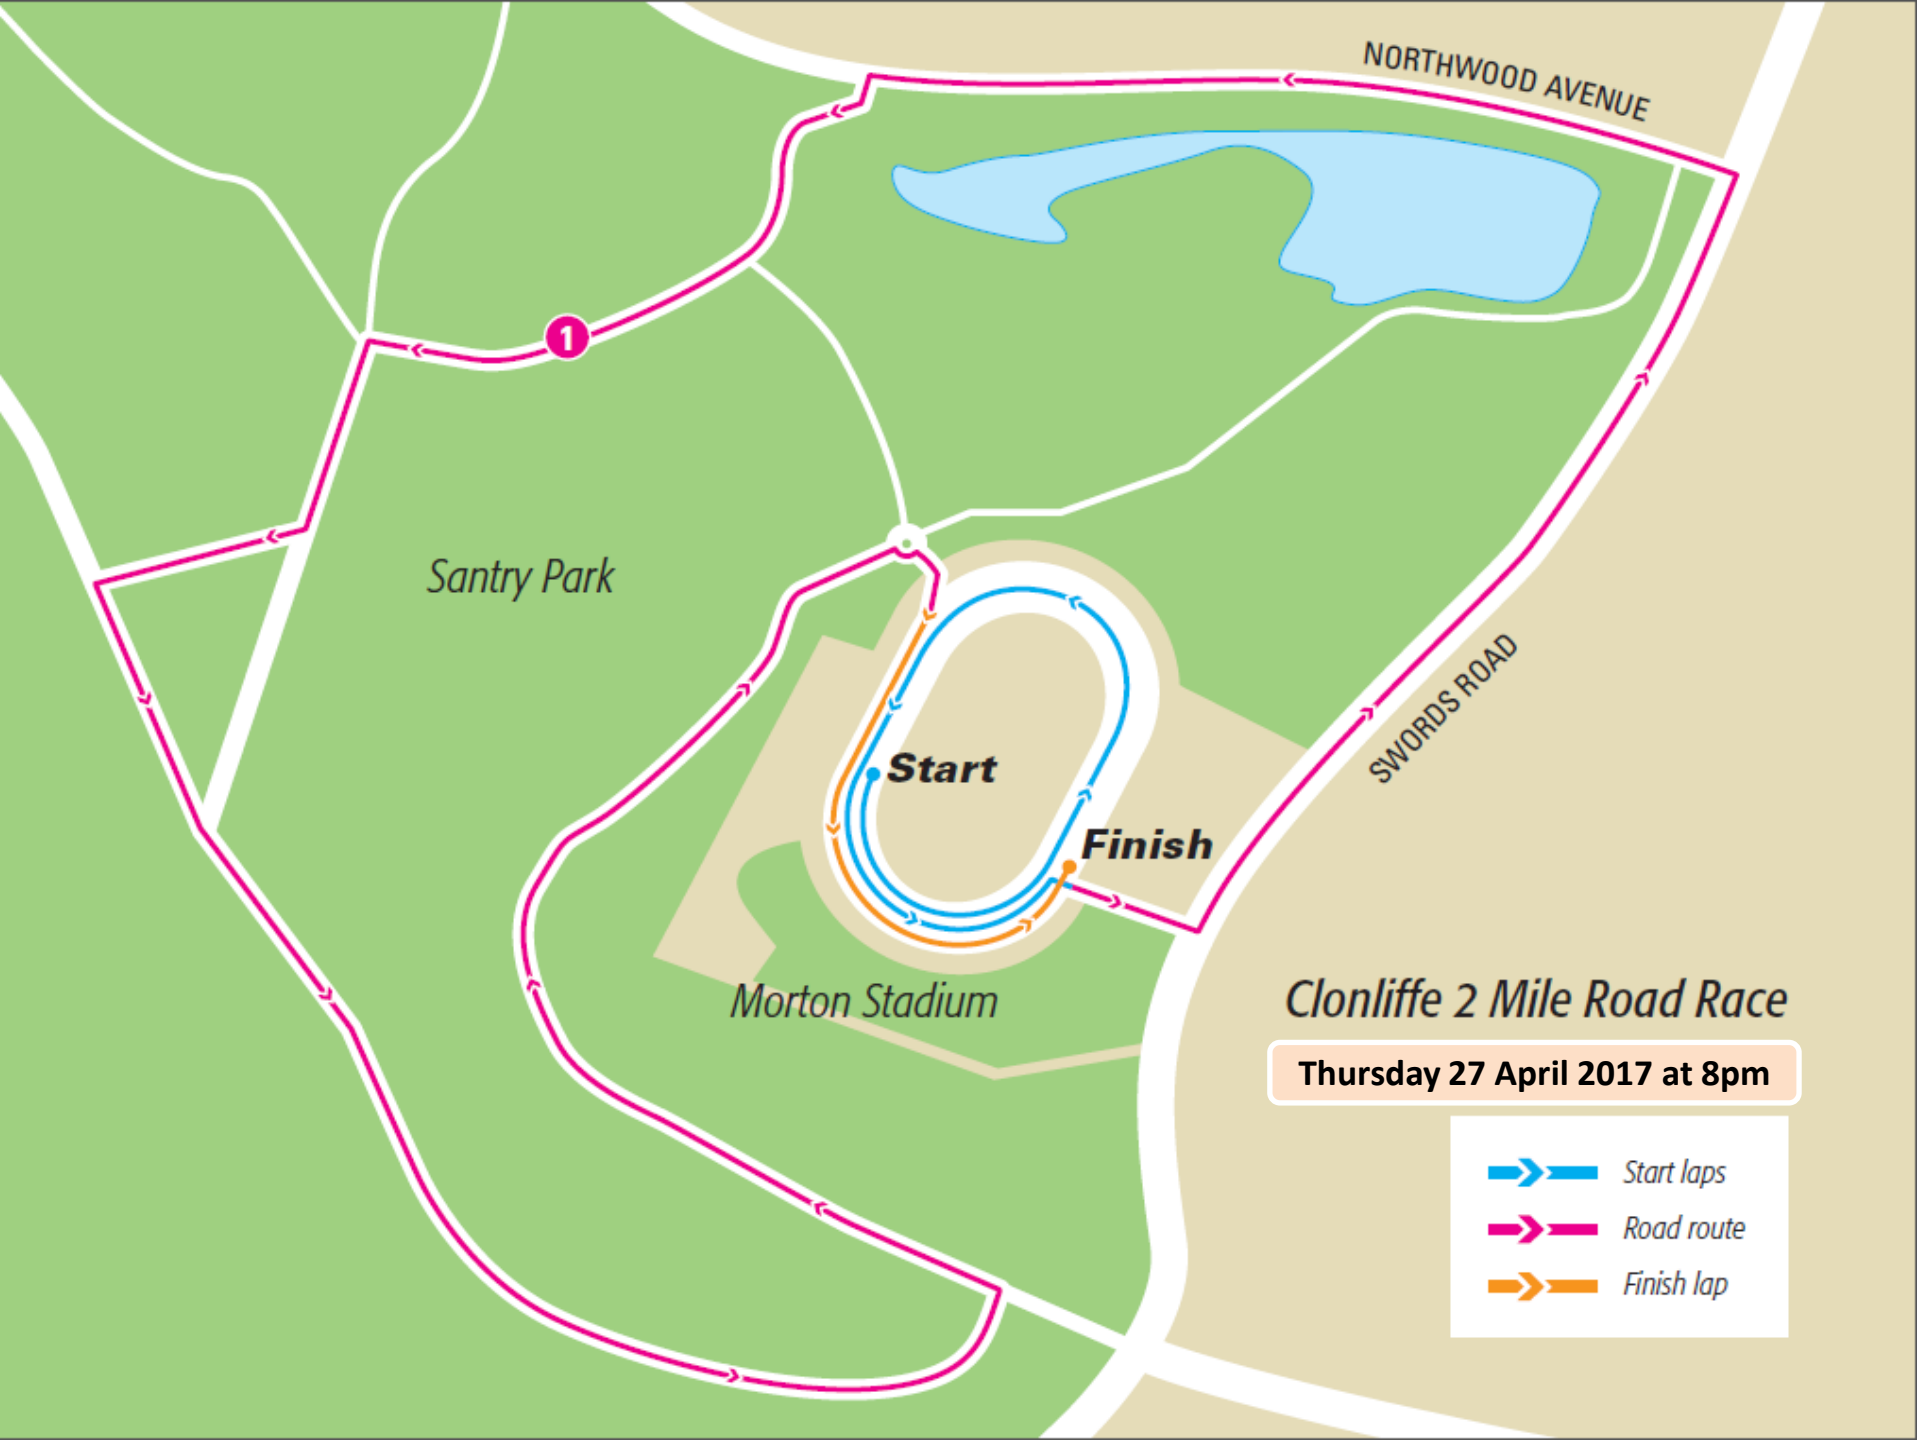 NORTHWOOD AVENUE
1
Santry Park
SWORDS ROAD
Start
Finish
Morton Stadium
Clonliffe 2 Mile Road Race
Thursday 27 April 2017 at 8pm
Start laps
Road route
Finish lap